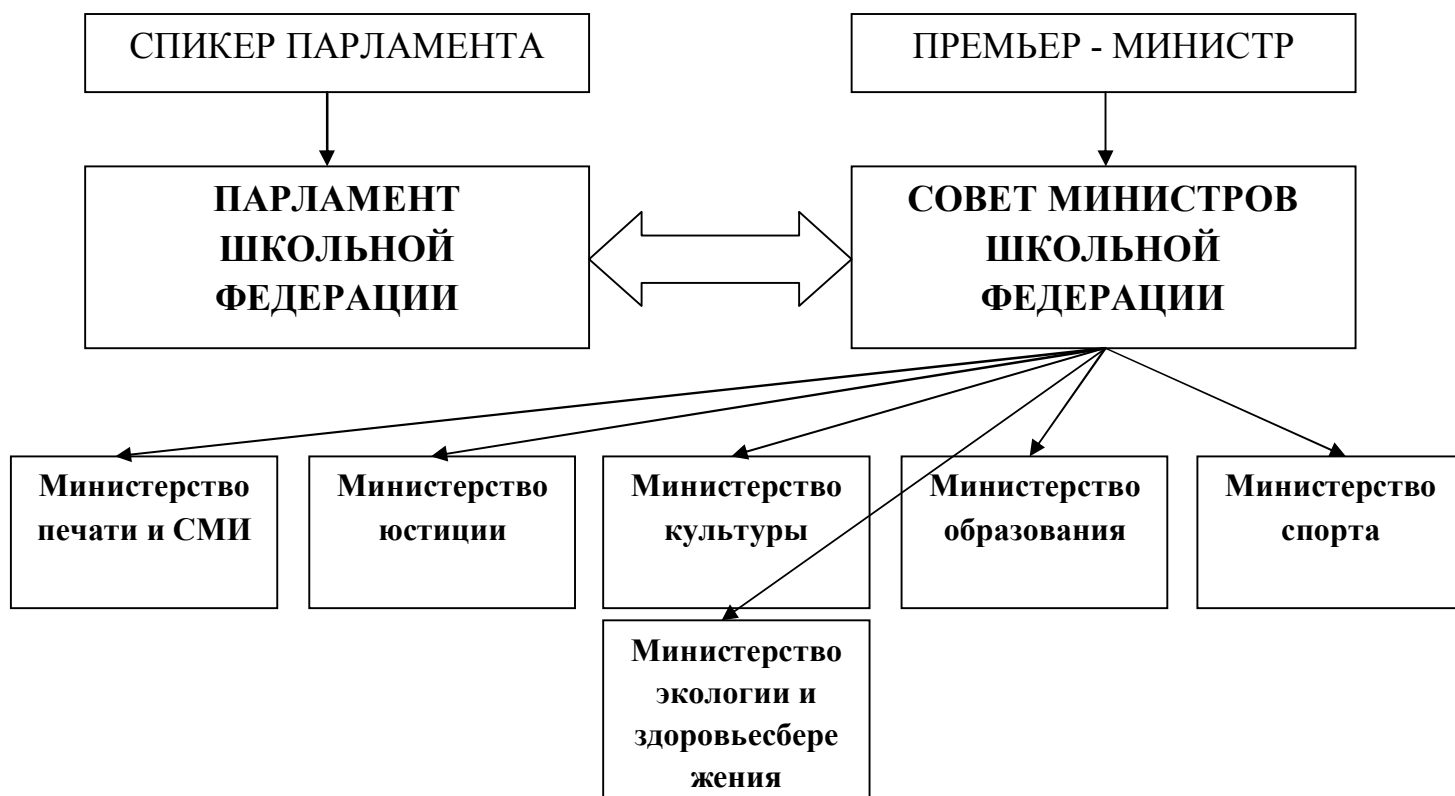 СПИКЕР ПАРЛАМЕНТА
ПРЕМЬЕР - МИНИСТР
ПАРЛАМЕНТ
ШКОЛЬНОЙ
ФЕДЕРАЦИИ
СОВЕТ МИНИСТРОВ
ШКОЛЬНОЙ
ФЕДЕРАЦИИ
Министерство
печати и СМИ
Министерство
юстиции
Министерство
культуры
Министерство
образования
Министерство
спорта
Министерство
экологии и
здоровьесбере
жения